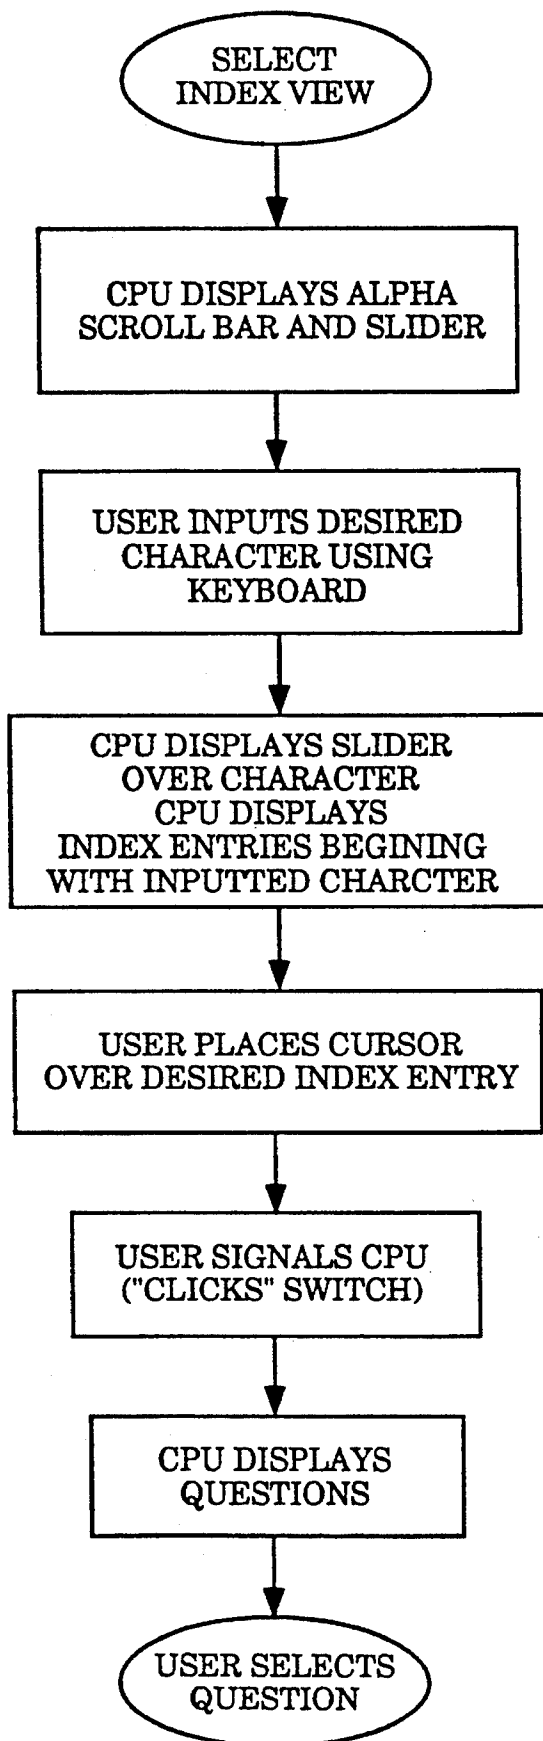 SELECT
INDEX VIEW
CPU DISPLAYS ALPHA
SCROLL BAR AND SLIDER
USER INPUTS DESIRED
CHARACTER USING
KEYBOARD
CPU DISPLAYS SLIDER
OVER CHARACTER
CPU DISPLAYS
INDEX ENTRIES BEGINING
WITH INPUTTED CHARCTER
USER PLACES CURSOR
OVER DESIRED INDEX ENTRY
USER SIGNALS CPU
("CLICKS" SWITCH)
CPU DISPLAYS
QUESTIONS
USER SELECTS
QUESTION